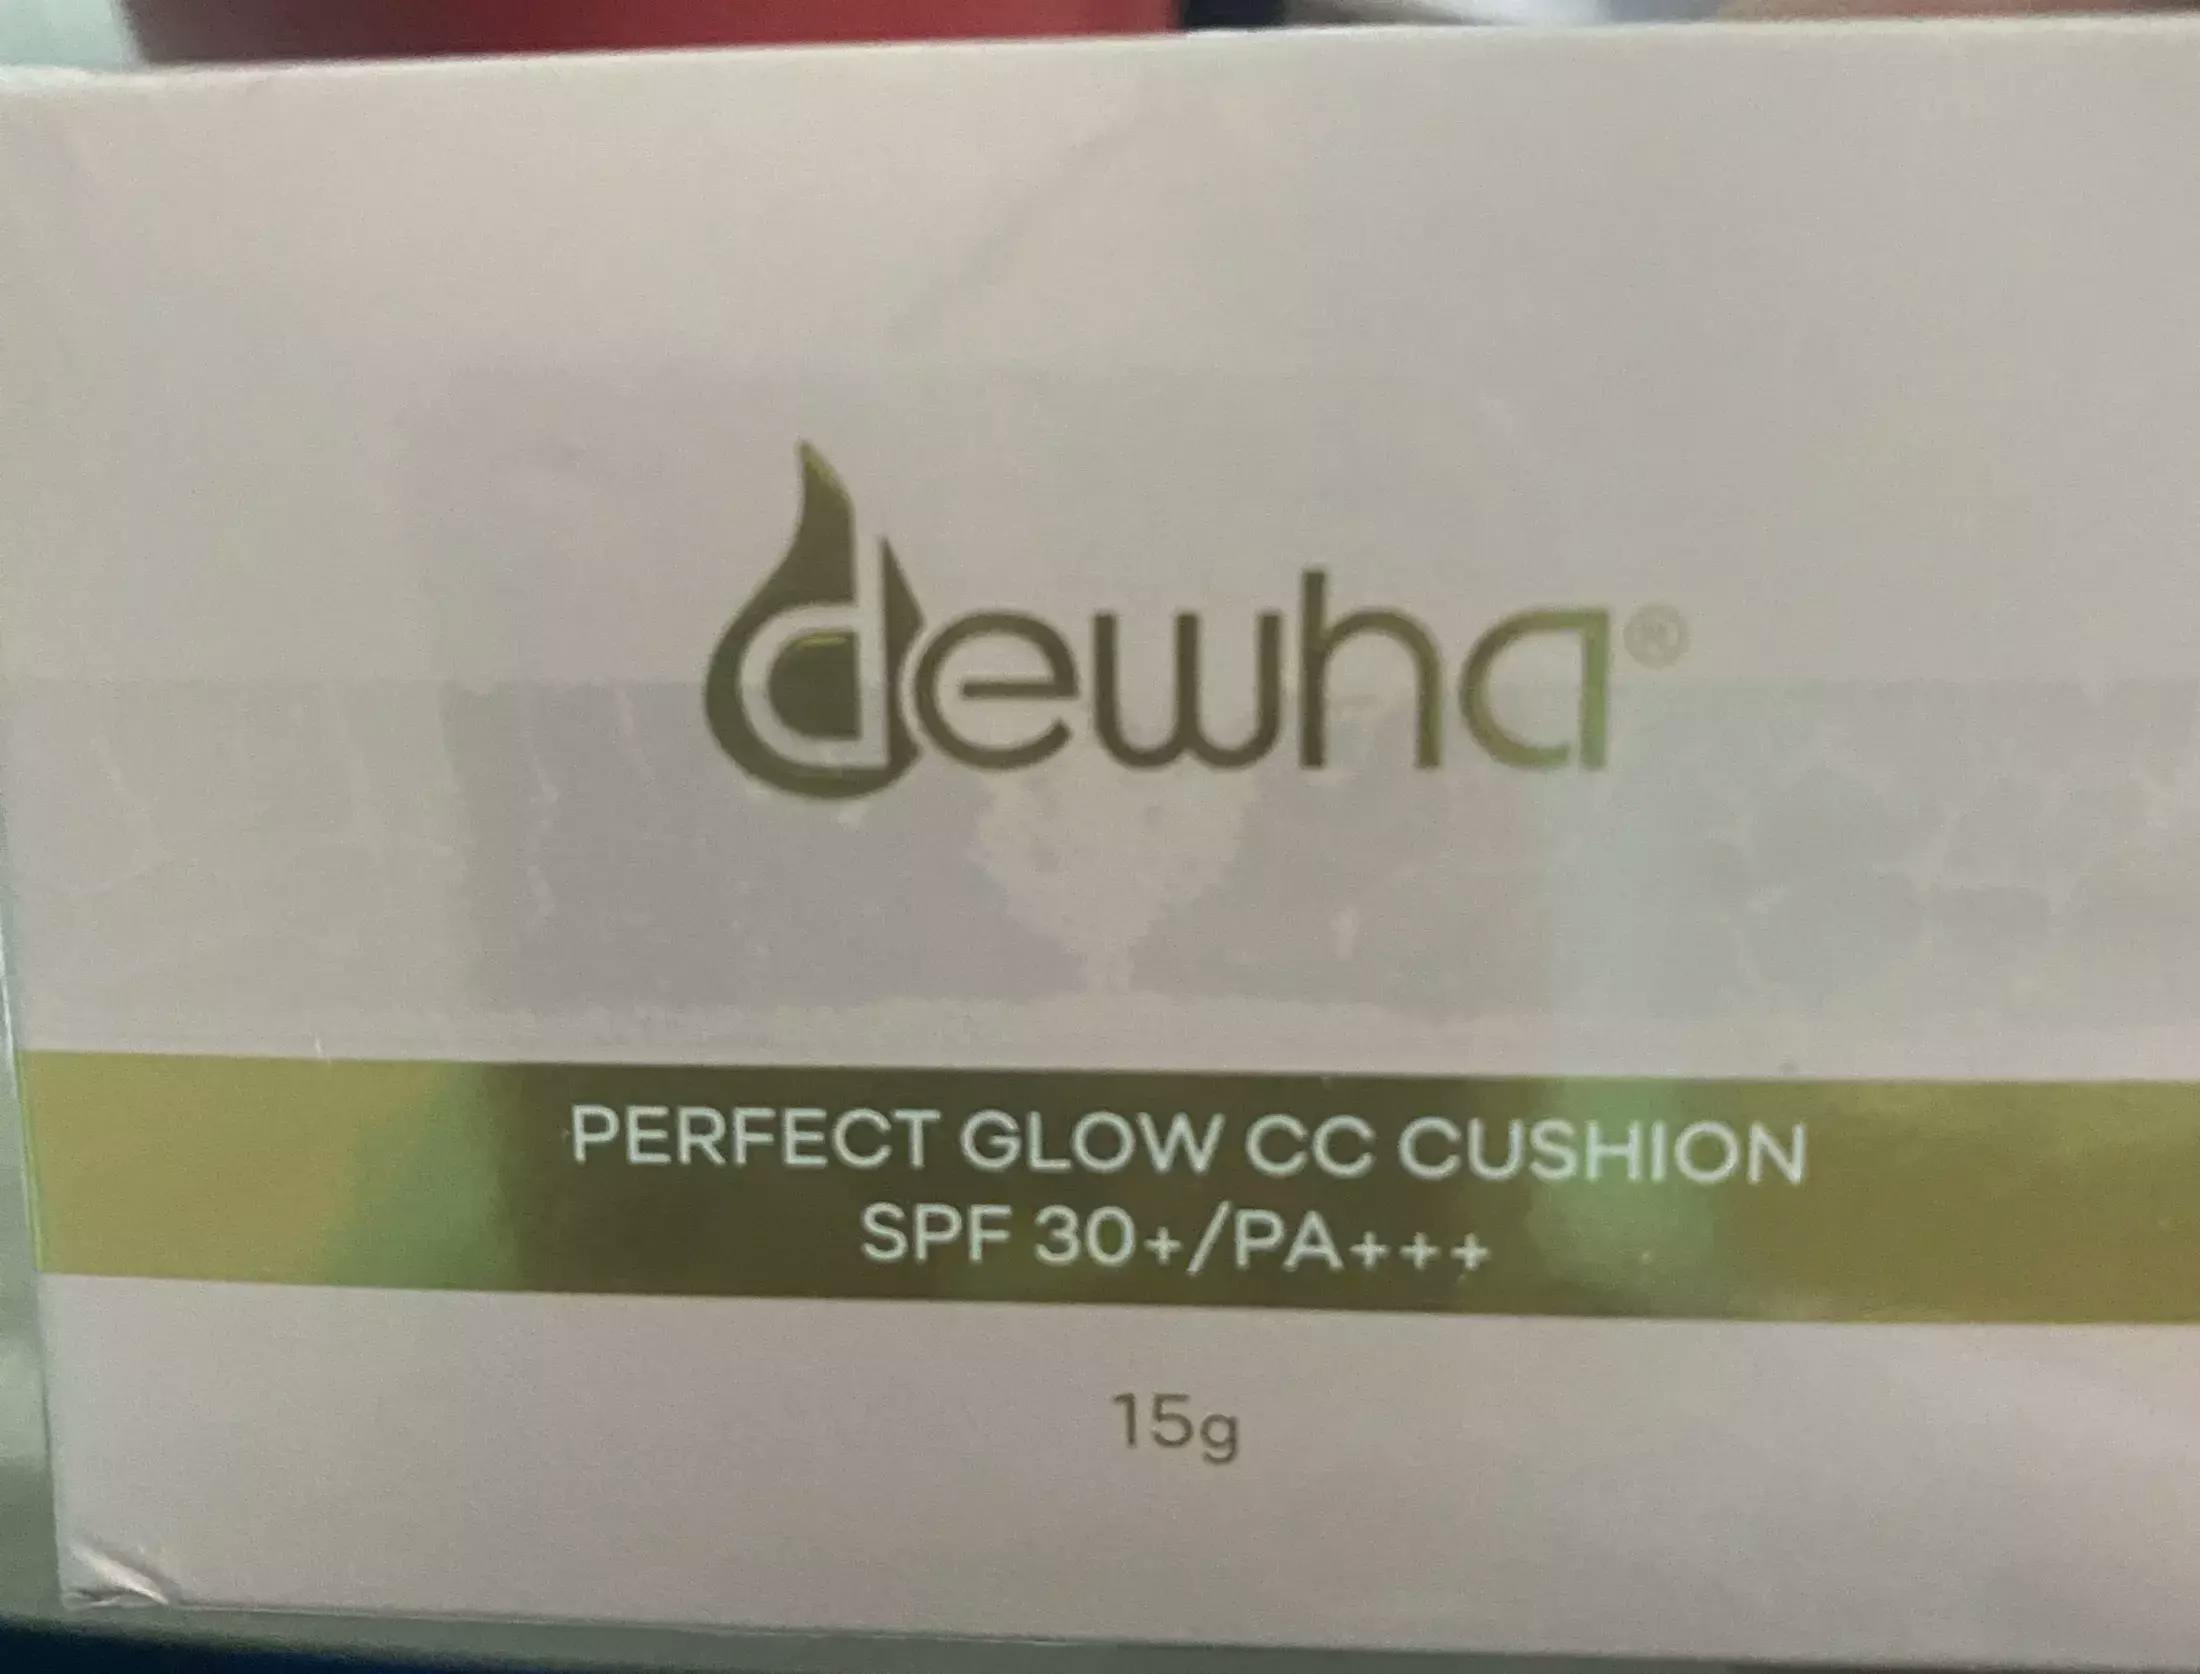 dewha®
PERFECT GLOW CC CUSHION
SPF 30+/PA+++
15g